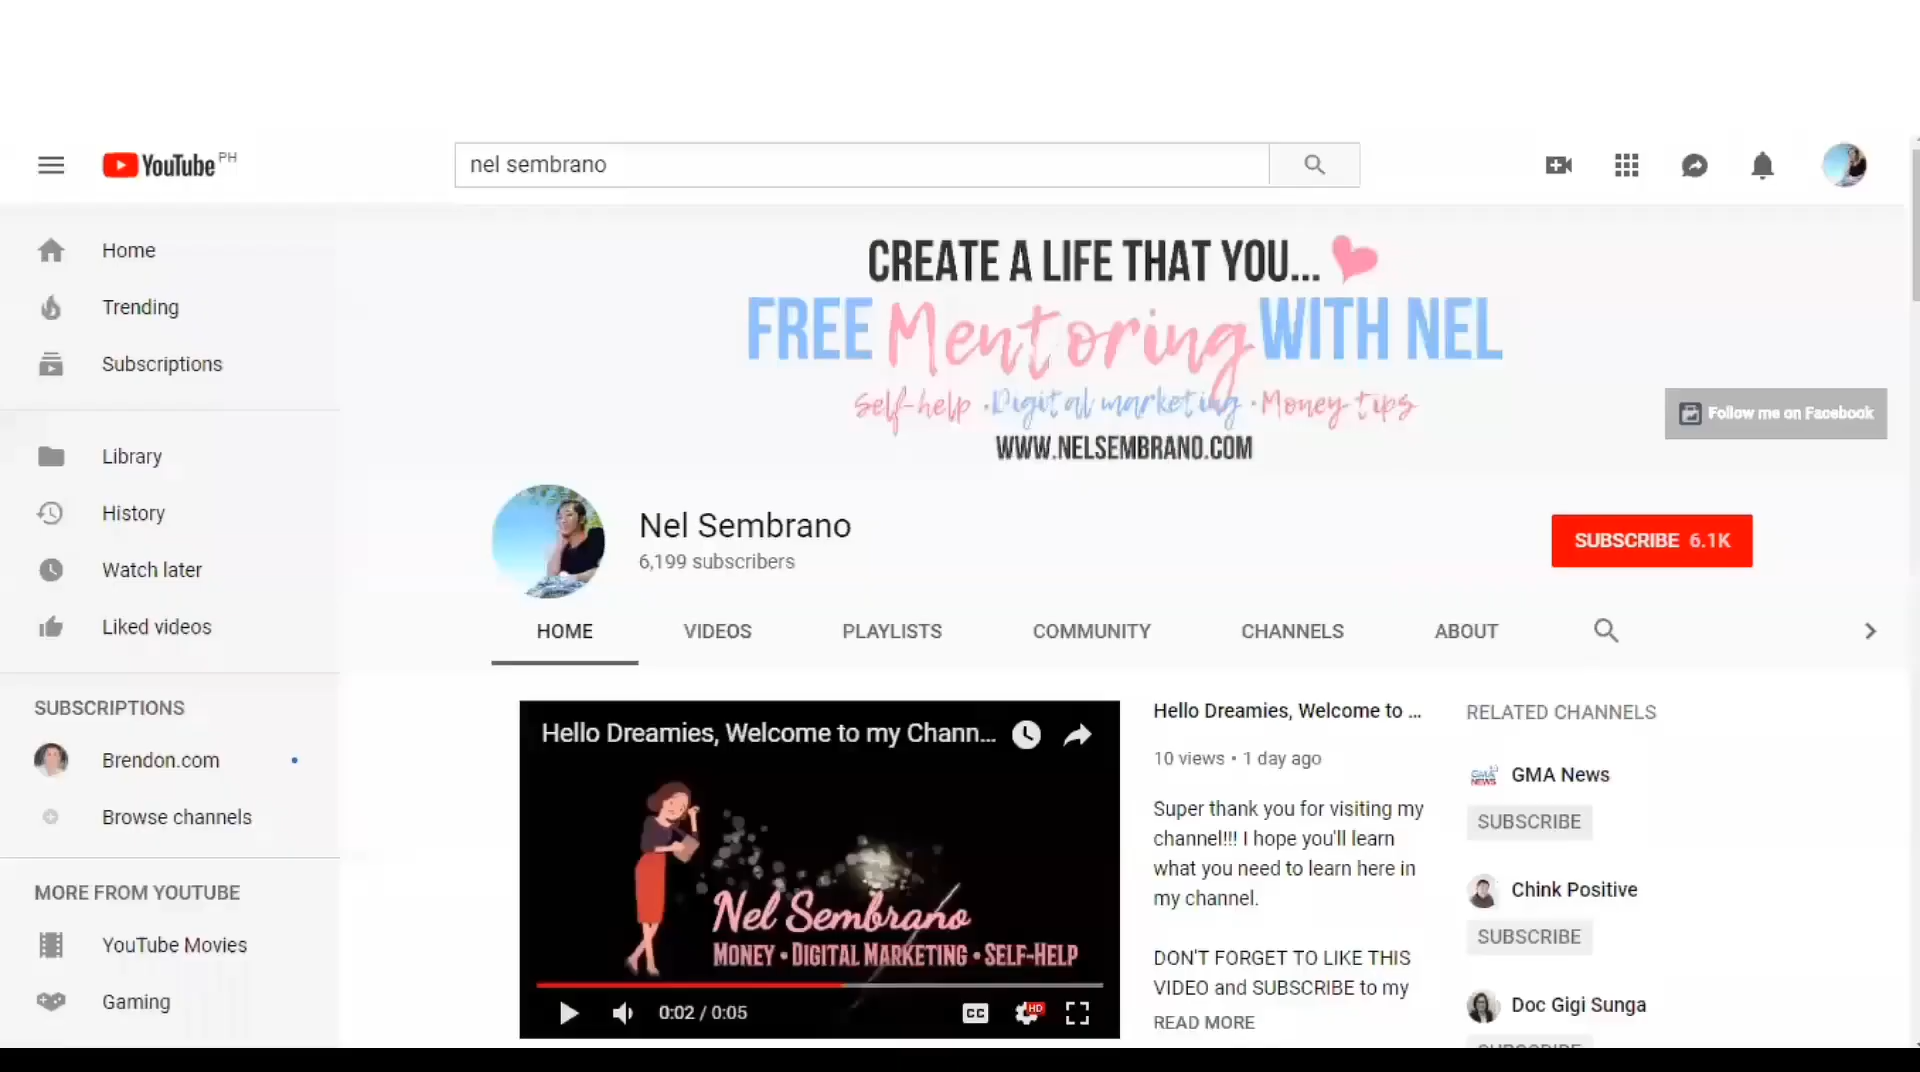 YouTube PH
nel sembrano
Home
Trending
Subscriptions
Library
History
Watch later
Liked videos
SUBSCRIPTIONS
Brendon.com
Browse channels
MORE FROM YOUTUBE
YouTube Movies
Gaming
CREATE A LIFE THAT YOU...
FREE Mentoring WITH NEL
Self-help · Digital marketing · Money tips
WWW.NELSEMBRANO.COM
Follow me on Facebook
Nel Sembrano
6,199 subscribers
SUBSCRIBE 6.1K
HOME VIDEOS PLAYLISTS COMMUNITY CHANNELS ABOUT
Hello Dreamies, Welcome to my Chann...
Nel Sembrano
MONEY • DIGITAL MARKETING • SELF-HELP
0:02 / 0:05
CC
HD
Hello Dreamies, Welcome to ...
10 views • 1 day ago
Super thank you for visiting my
channel!!! I hope you'll learn
what you need to learn here in
my channel.
DON'T FORGET TO LIKE THIS
VIDEO and SUBSCRIBE to my
READ MORE
RELATED CHANNELS
GMA NEWS
GMA News
SUBSCRIBE
Chink Positive
SUBSCRIBE
Doc Gigi Sunga
SUBSCRIBE